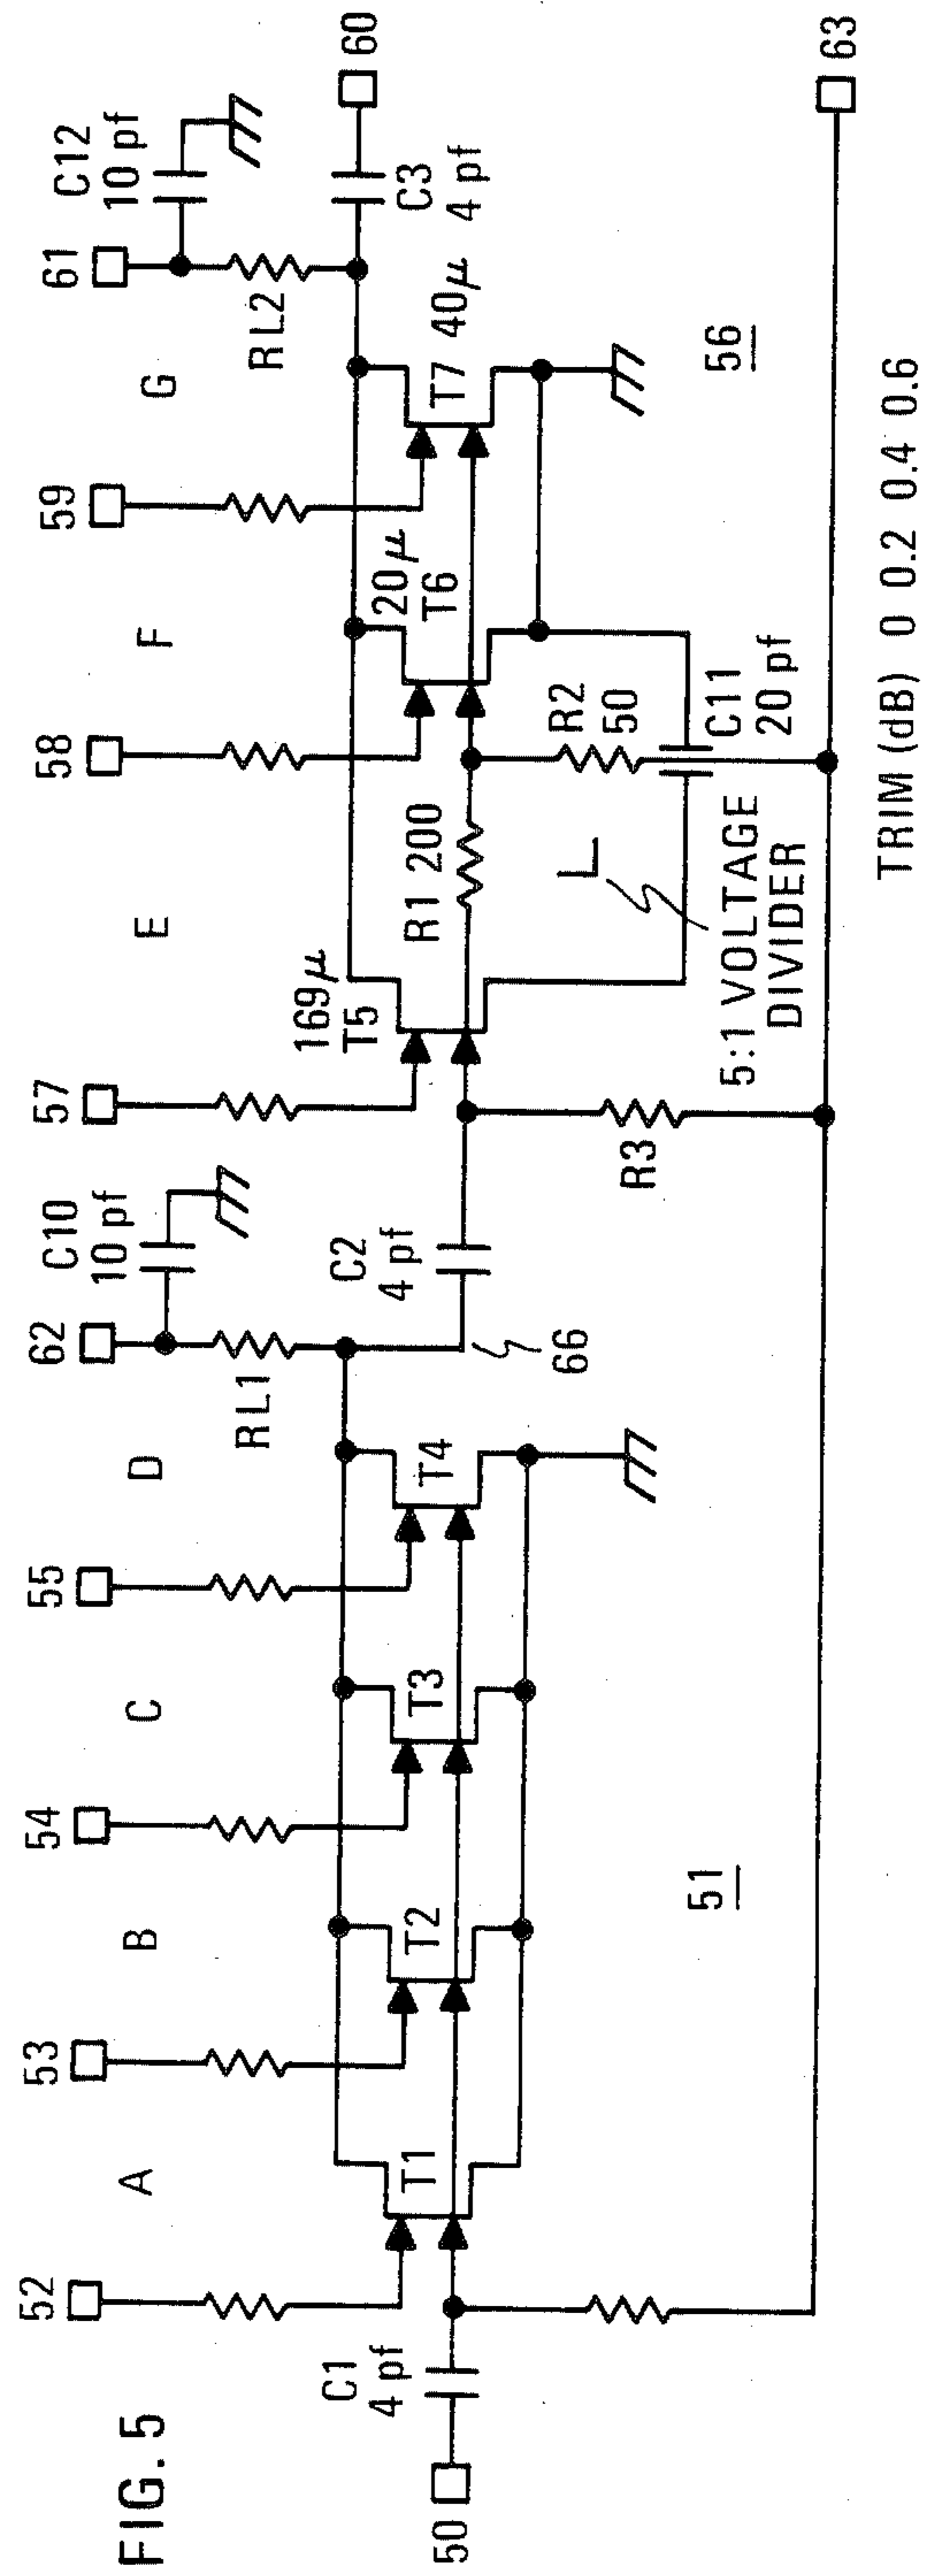 FIG. 5
52
53
54
55
62
57
58
59
61
A
B
C
D
E
F
G
C10
10 pf
C12
10 pf
RL1
RL2
50
C1
4 pf
T1
T2
T3
T4
66
C2
4 pf
169μ
T5
R1 200
20μ
T6
T7 40μ
C3
4 pf
60
R3
R2
50
L
C11
20 pf
5:1 VOLTAGE
DIVIDER
51
56
63
TRIM (dB) 0 0.2 0.4 0.6